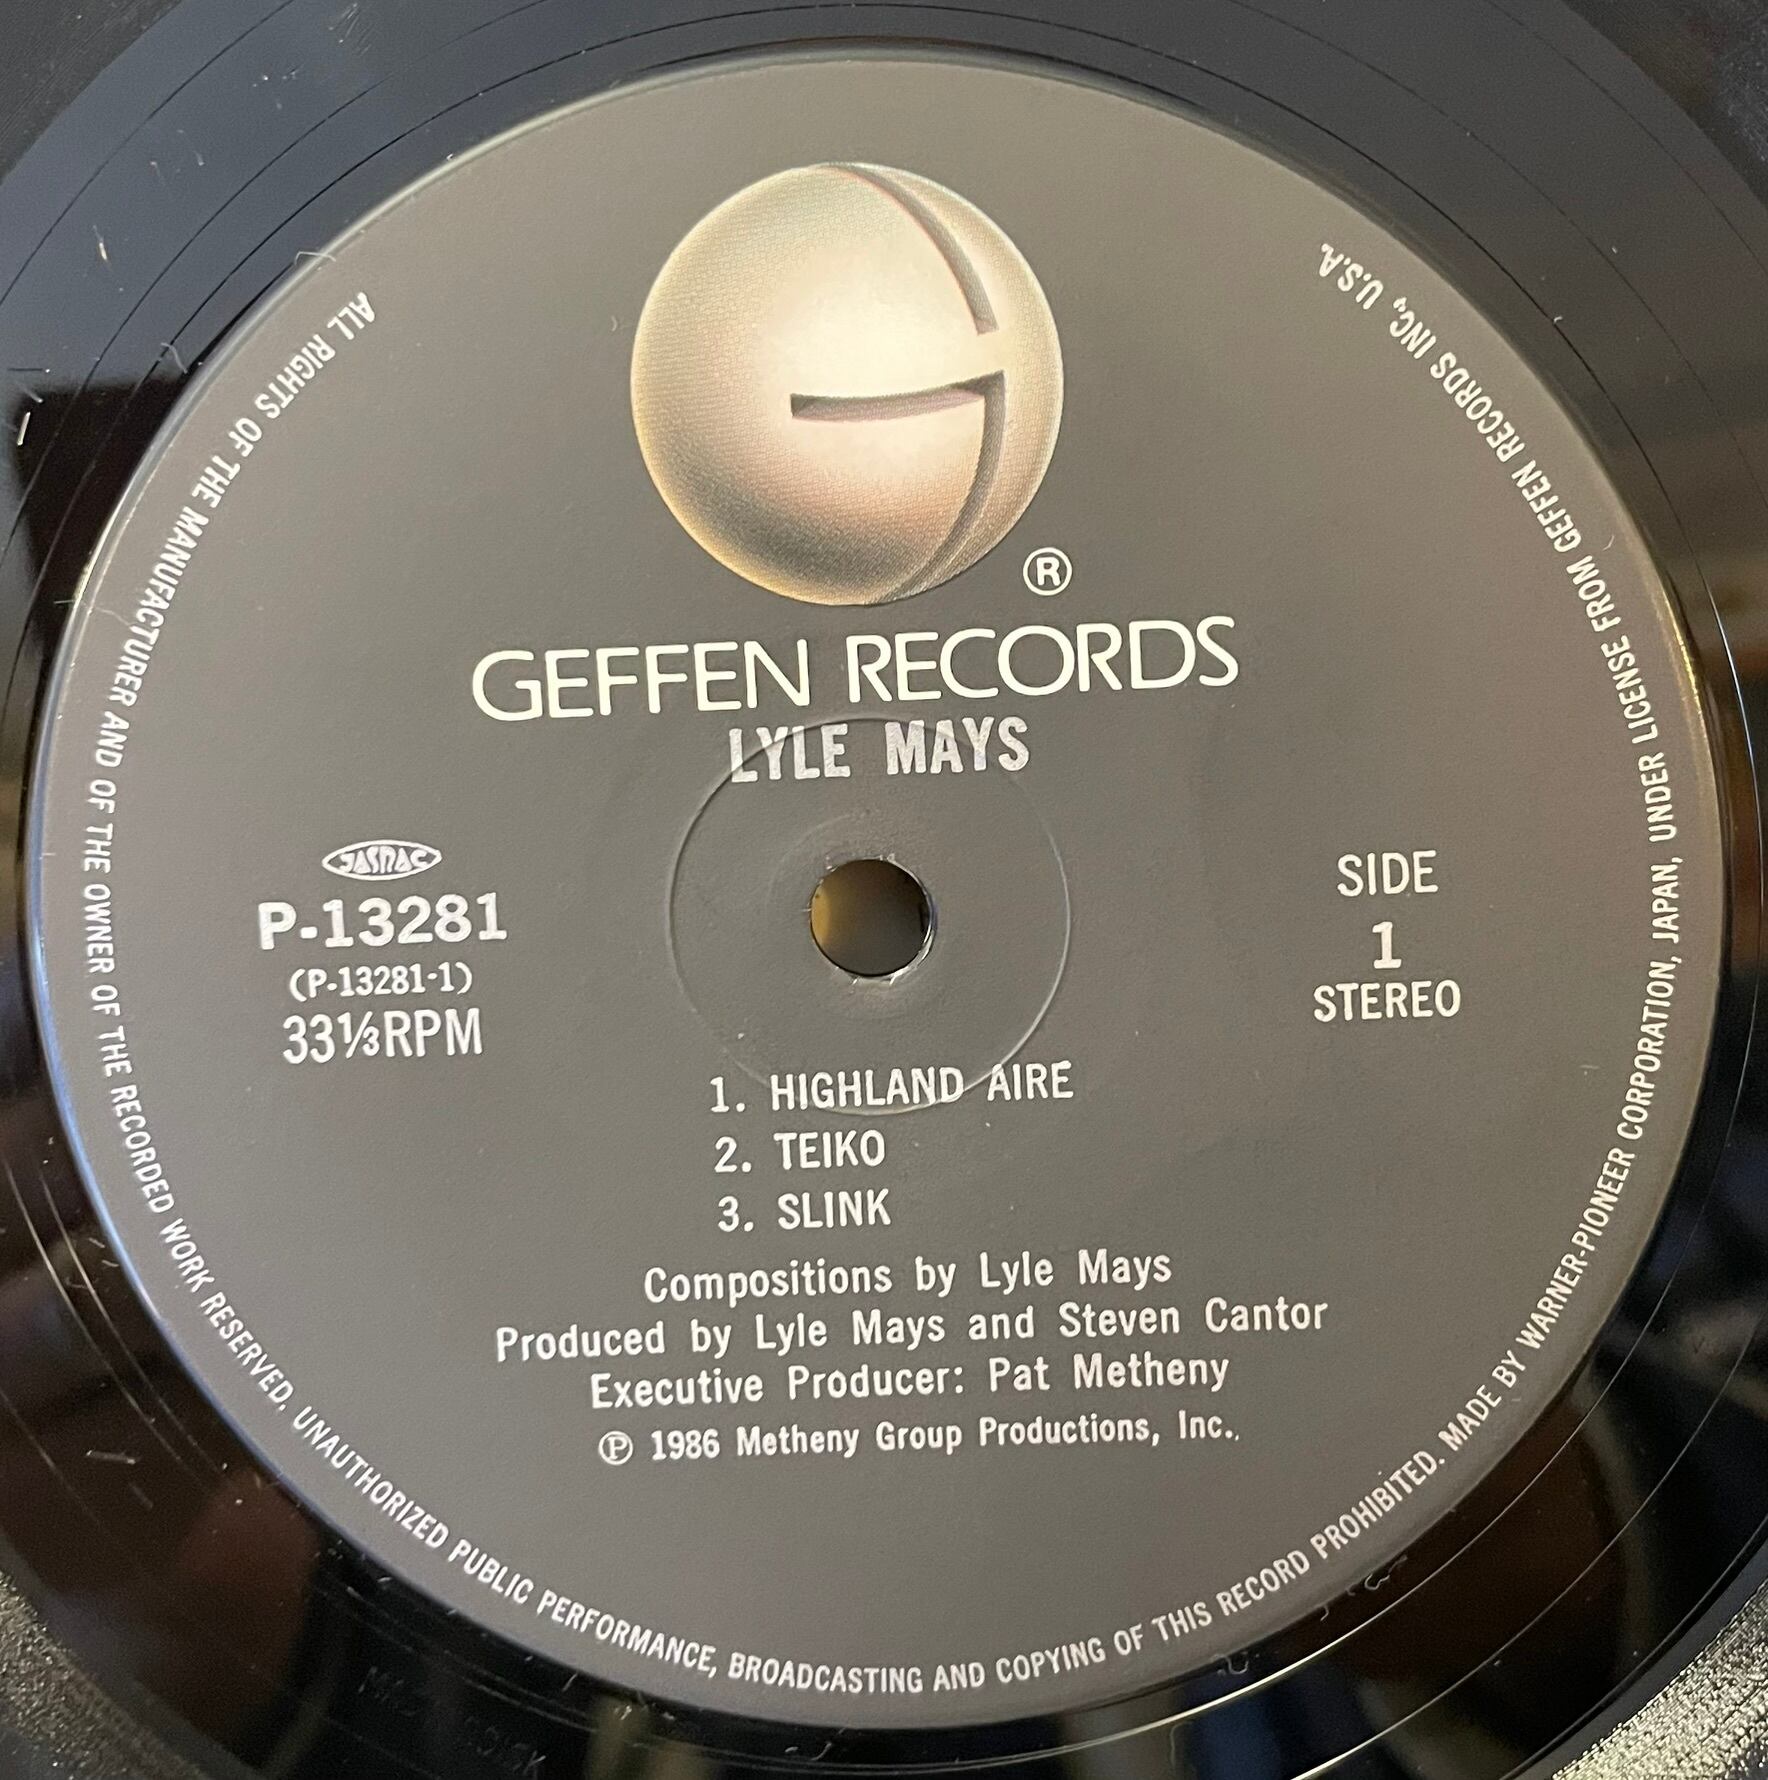 ®
GEFFEN RECORDS
LYLE MAYS
JASRAC
P-13281
(P-13281-1)
33⅓RPM
SIDE
1
STEREO
1. HIGHLAND AIRE
2. TEIKO
3. SLINK
Compositions by Lyle Mays
Produced by Lyle Mays and Steven Cantor
Executive Producer: Pat Metheny
℗ 1986 Metheny Group Productions, Inc..
ALL RIGHTS OF THE MANUFACTURER AND OF THE OWNER OF THE RECORDED WORK RESERVED. UNAUTHORIZED PUBLIC PERFORMANCE, BROADCASTING AND COPYING OF THIS RECORD PROHIBITED. MADE BY WARNER-PIONEER CORPORATION, JAPAN, UNDER LICENSE FROM GEFFEN RECORDS INC., U.S.A.